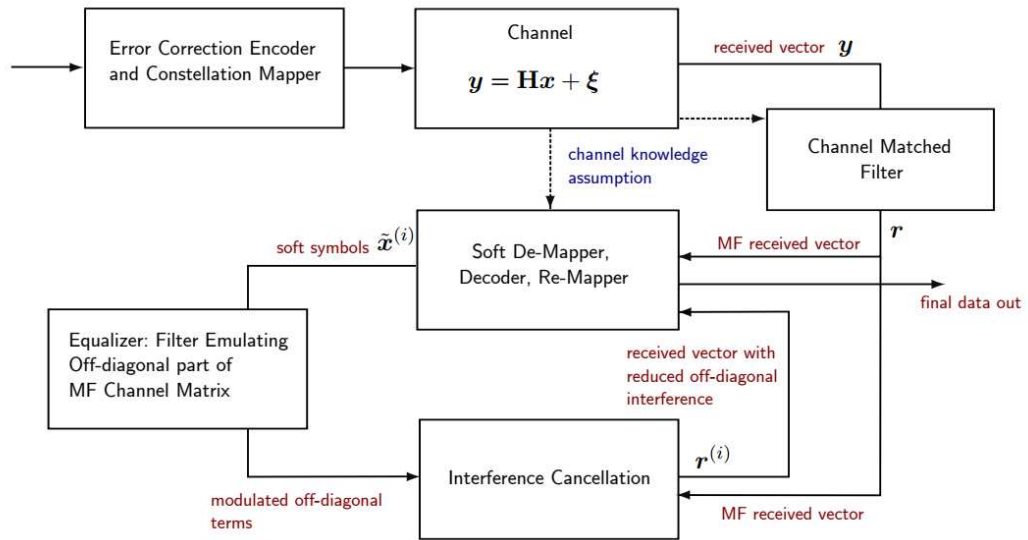 Error Correction Encoder
and Constellation Mapper
Channel
y = Hx + ξ
received vector y
channel knowledge
assumption
Channel Matched
Filter
r
MF received vector
soft symbols x̃^(i)
Soft De-Mapper,
Decoder, Re-Mapper
final data out
Equalizer: Filter Emulating
Off-diagonal part of
MF Channel Matrix
received vector with
reduced off-diagonal
interference
modulated off-diagonal
terms
Interference Cancellation
r^(i)
MF received vector